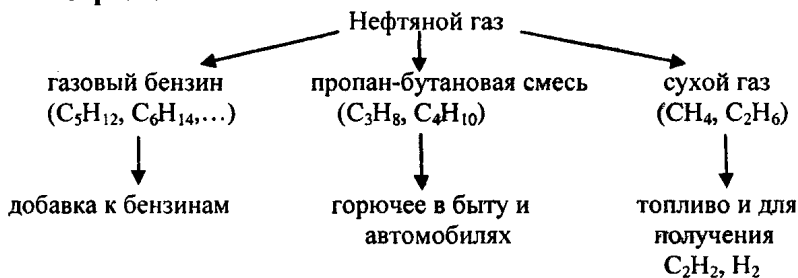 Нефтяной газ
газовый бензин пропан-бутановая смесь сухой газ
(C₅H₁₂, C₆H₁₄,...) (C₃H₈, C₄H₁₀) (CH₄, C₂H₆)
добавка к бензинам горючее в быту и топливо и для
автомобилях получения
C₂H₂, H₂